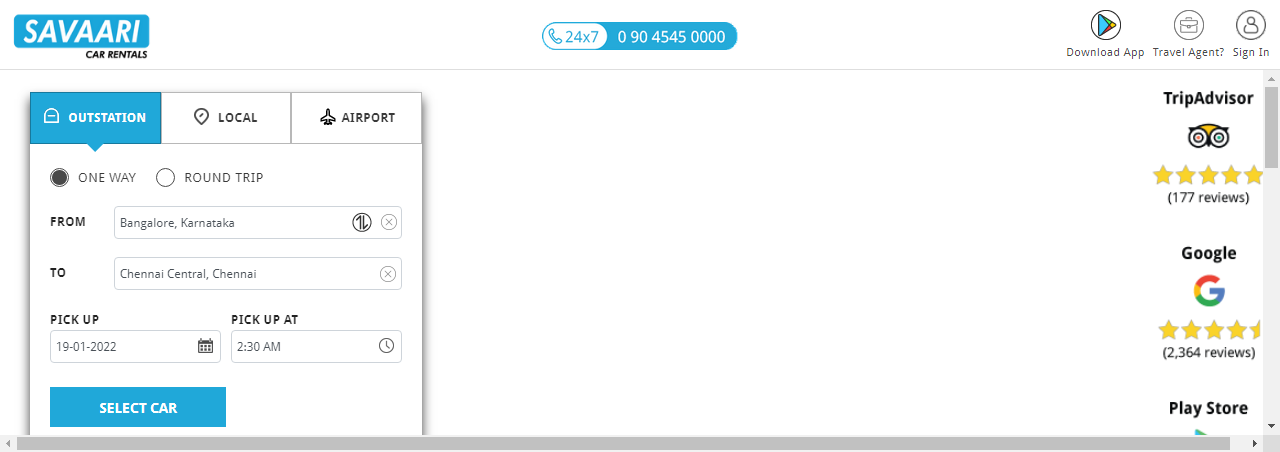 SAVAARI
CAR RENTALS
24x7 0 90 4545 0000
Download App
Travel Agent?
Sign In
OUTSTATION
LOCAL
AIRPORT
ONE WAY
ROUND TRIP
FROM
Bangalore, Karnataka
TO
Chennai Central, Chennai
PICK UP
PICK UP AT
19-01-2022
2:30 AM
SELECT CAR
TripAdvisor
(177 reviews)
Google
(2,364 reviews)
Play Store